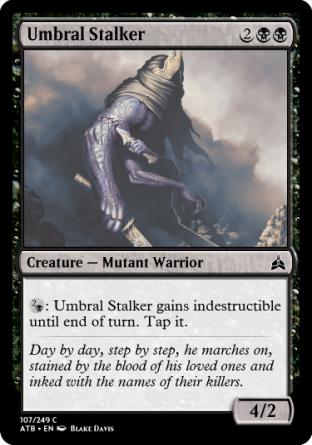 Umbral Stalker 2
Creature — Mutant Warrior
: Umbral Stalker gains indestructible
until end of turn. Tap it.
Day by day, step by step, he marches on,
stained by the blood of his loved ones and
inked with the names of their killers.
4/2
107/249 C
ATB • EN Blake Davis